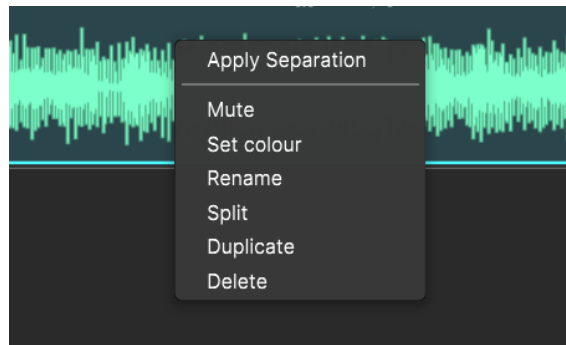 Apply Separation
Mute
Set colour
Rename
Split
Duplicate
Delete